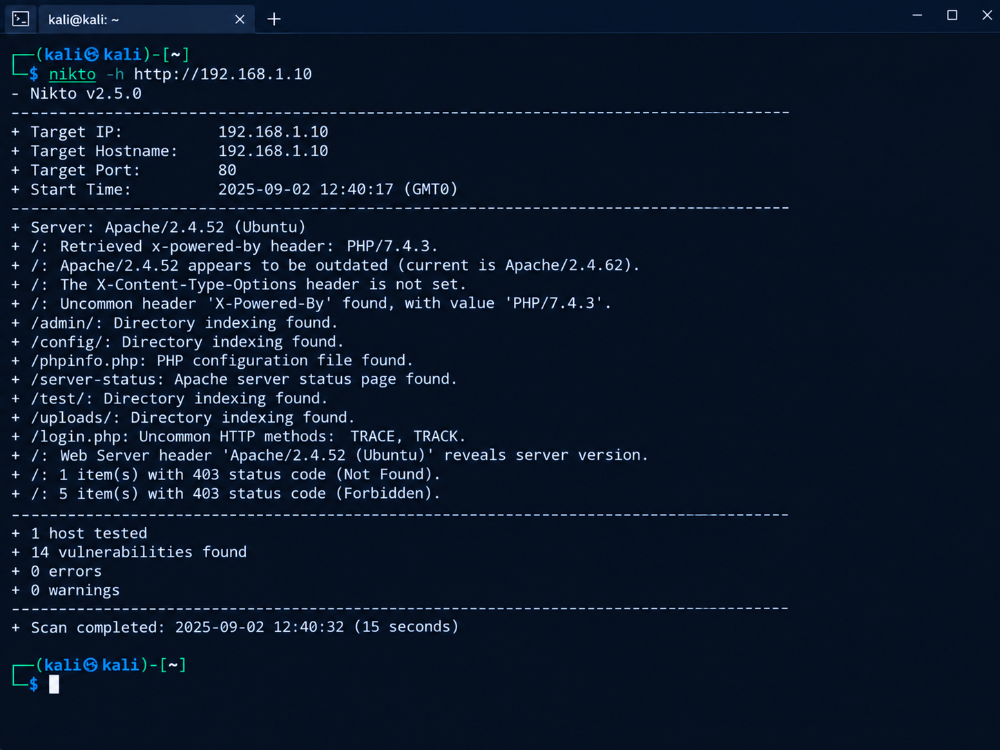 kali@kali: ~
┌──(kali㉿kali)-[~]
└─$ nikto -h http://192.168.1.10
- Nikto v2.5.0
---------------------------------------------------------------------------
+ Target IP:          192.168.1.10
+ Target Hostname:    192.168.1.10
+ Target Port:        80
+ Start Time:         2025-09-02 12:40:17 (GMT0)
---------------------------------------------------------------------------
+ Server: Apache/2.4.52 (Ubuntu)
+ /: Retrieved x-powered-by header: PHP/7.4.3.
+ /: Apache/2.4.52 appears to be outdated (current is Apache/2.4.62).
+ /: The X-Content-Type-Options header is not set.
+ /: Uncommon header 'X-Powered-By' found, with value 'PHP/7.4.3'.
+ /admin/: Directory indexing found.
+ /config/: Directory indexing found.
+ /phpinfo.php: PHP configuration file found.
+ /server-status: Apache server status page found.
+ /test/: Directory indexing found.
+ /uploads/: Directory indexing found.
+ /login.php: Uncommon HTTP methods: TRACE, TRACK.
+ /: Web Server header 'Apache/2.4.52 (Ubuntu)' reveals server version.
+ /: 1 item(s) with 403 status code (Not Found).
+ /: 5 item(s) with 403 status code (Forbidden).
---------------------------------------------------------------------------
+ 1 host tested
+ 14 vulnerabilities found
+ 0 errors
+ 0 warnings
---------------------------------------------------------------------------
+ Scan completed: 2025-09-02 12:40:32 (15 seconds)
┌──(kali㉿kali)-[~]
└─$